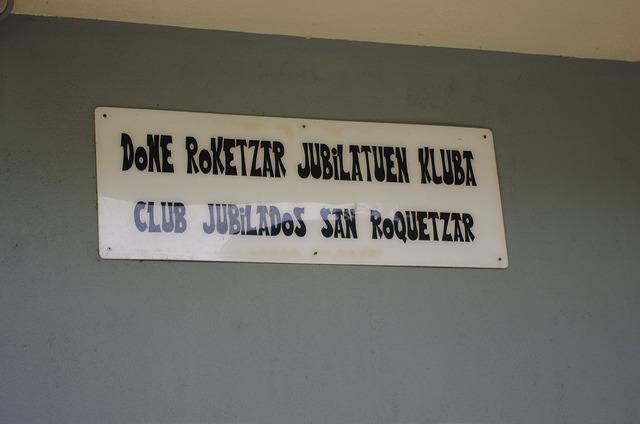 DONE ROKETZAR JUBILATUEN KLUBA
CLUB JUBILADOS SAN ROQUETZAR